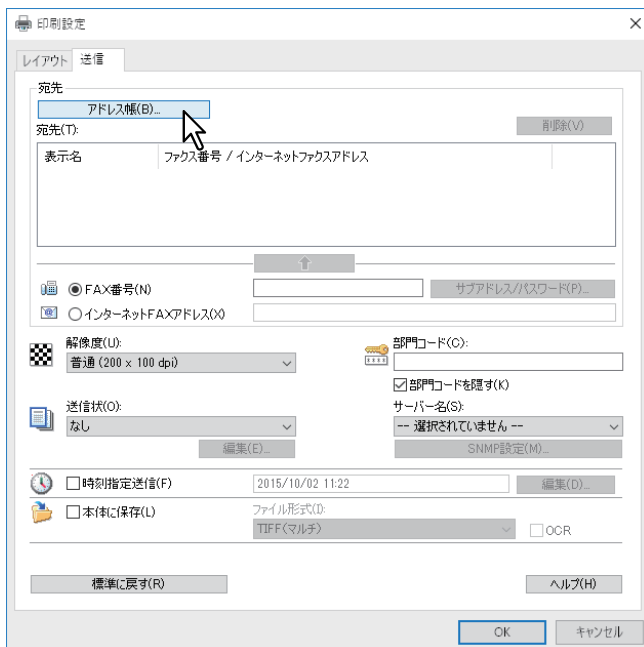 印刷設定
レイアウト 送信
宛先
アドレス帳(B)...
宛先(T):
削除(V)
表示名 ファクス番号 / インターネットファクスアドレス
FAX番号(N) サブアドレス/パスワード(P)...
インターネットFAXアドレス(X)
解像度(U): 部門コード(C):
普通 (200 x 100 dpi)
部門コードを隠す(K)
送信状(O): サーバー名(S):
なし -- 選択されていません --
編集(E)... SNMP設定(M)...
時刻指定送信(F) 2015/10/02 11:22 編集(D)...
本体に保存(L) ファイル形式(I):
TIFF(マルチ) OCR
標準に戻す(R) ヘルプ(H)
OK キャンセル